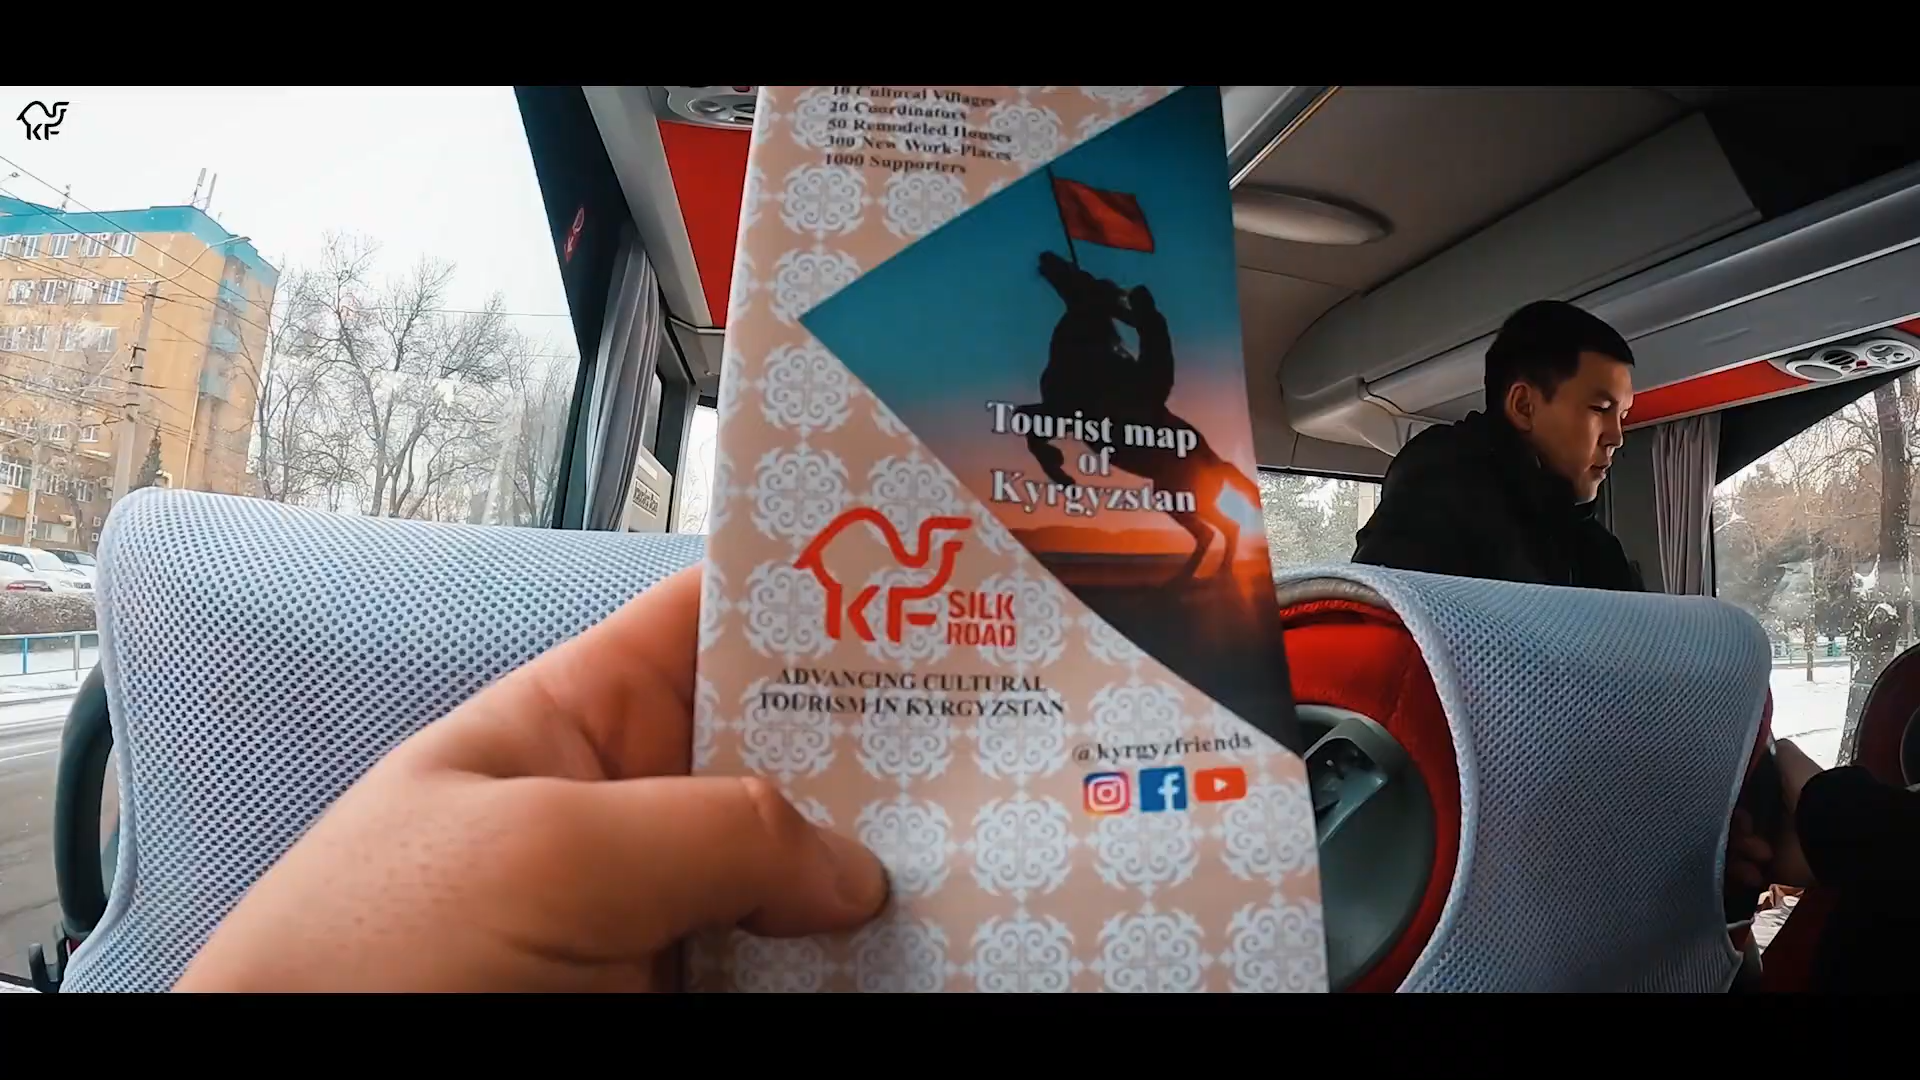 KF
10 Cultural Villages
20 Coordinators
50 Remodeled Houses
300 New Work-Places
1000 Supporters
Tourist map
of
Kyrgyzstan
KF SILK
ROAD
ADVANCING CULTURAL
TOURISM IN KYRGYZSTAN
@kyrgyzfriends